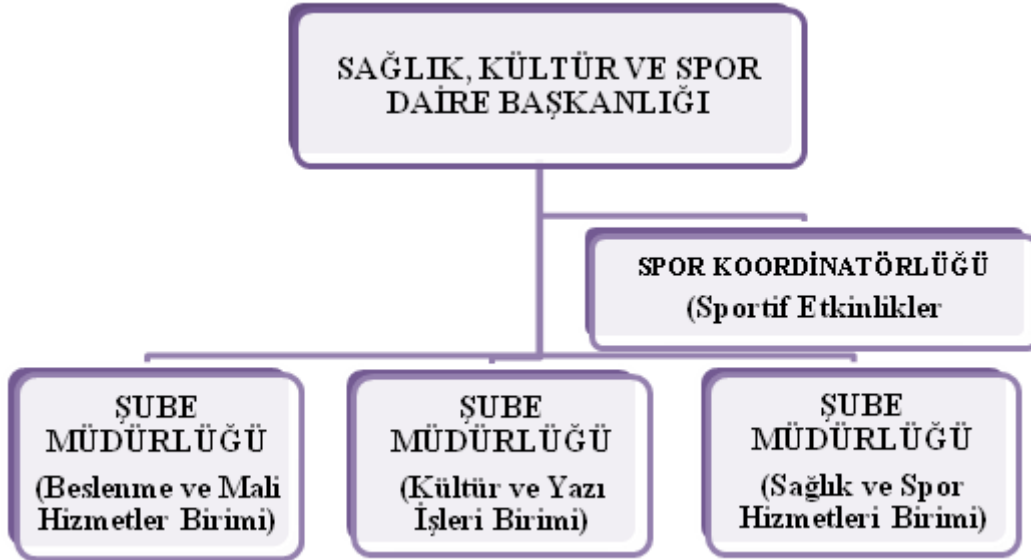 SAĞLIK, KÜLTÜR VE SPOR
DAİRE BAŞKANLIĞI
SPOR KOORDİNATÖRLÜĞÜ
(Sportif Etkinlikler
ŞUBE
MÜDÜRLÜĞÜ
(Beslenme ve Mali
Hizmetler Birimi)
ŞUBE
MÜDÜRLÜĞÜ
(Kültür ve Yazı
İşleri Birimi)
ŞUBE
MÜDÜRLÜĞÜ
(Sağlık ve Spor
Hizmetleri Birimi)